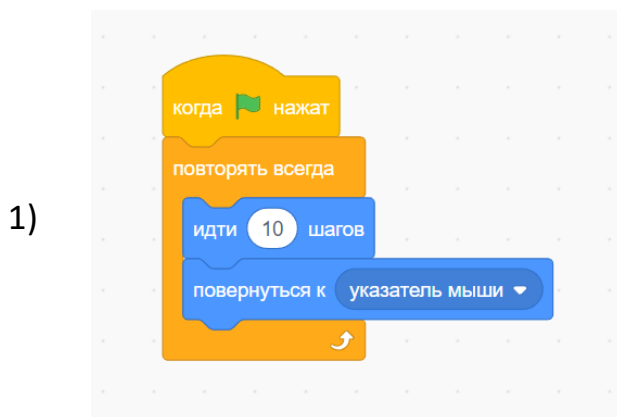 когда нажат
повторять всегда
1)
идти 10 шагов
повернуться к указатель мыши